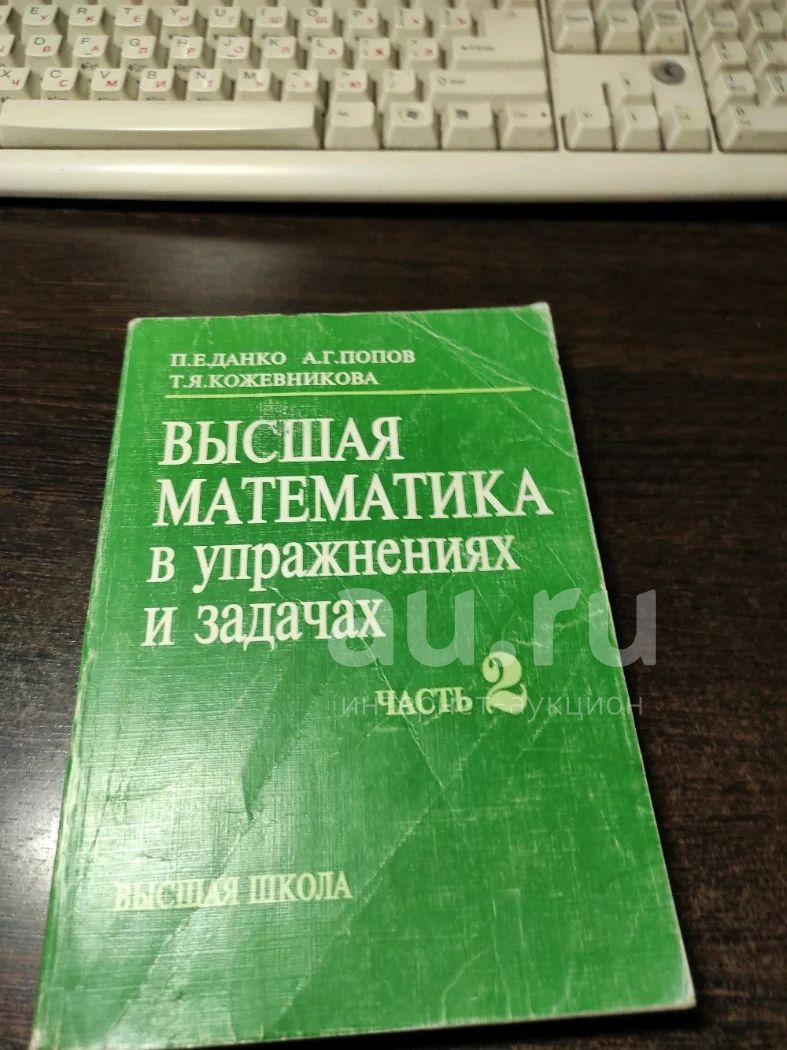 П.Е.ДАНКО А.Г.ПОПОВ
Т.Я.КОЖЕВНИКОВА
ВЫСШАЯ
МАТЕМАТИКА
в упражнениях
и задачах
ЧАСТЬ 2
ВЫСШАЯ ШКОЛА
au.ru
интернет-аукцион